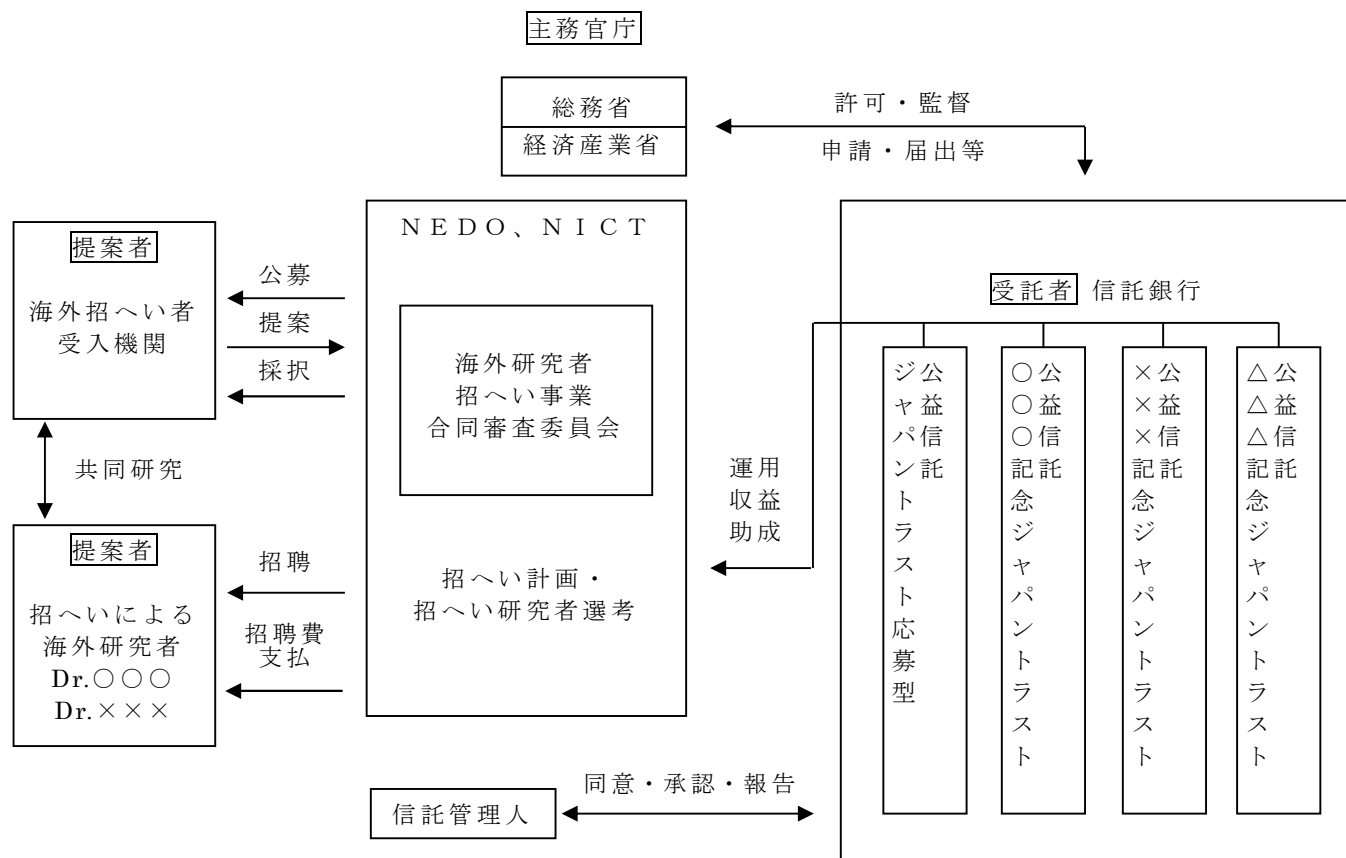 主務官庁
総務省
経済産業省
許可・監督
申請・届出等
提案者
海外招へい者
受入機関
公募
提案
採択
共同研究
提案者
招へいによる
海外研究者
Dr.○○○
Dr.×××
招聘
招聘費
支払
NEDO、NICT
海外研究者
招へい事業
合同審査委員会
招へい計画・
招へい研究者選考
運用
収益
助成
受託者 信託銀行
公益信託
ジャパントラスト応募型
公益信託
○○○記念ジャパントラスト
公益信託
×××記念ジャパントラスト
公益信託
△△△記念ジャパントラスト
信託管理人
同意・承認・報告